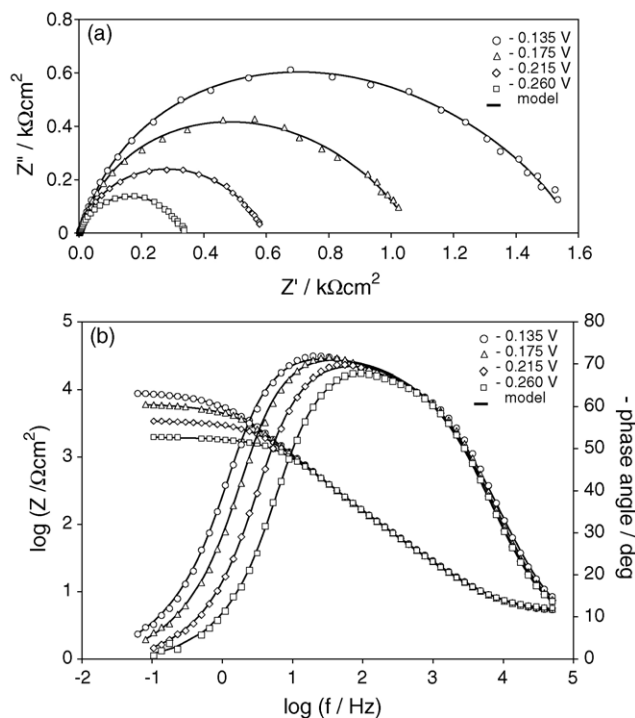 (a)
- 0.135 V
- 0.175 V
- 0.215 V
- 0.260 V
model
0.8
0.6
0.4
0.2
0
Z" / kΩcm²
0.0 0.2 0.4 0.6 0.8 1.0 1.2 1.4 1.6
Z' / kΩcm²
(b)
- 0.135 V
- 0.175 V
- 0.215 V
- 0.260 V
model
5
4
3
2
1
0
log (Z /Ωcm²)
80
70
60
50
40
30
20
10
0
- phase angle / deg
-1 -0 0 1 2 3 4 5
log (f / Hz)